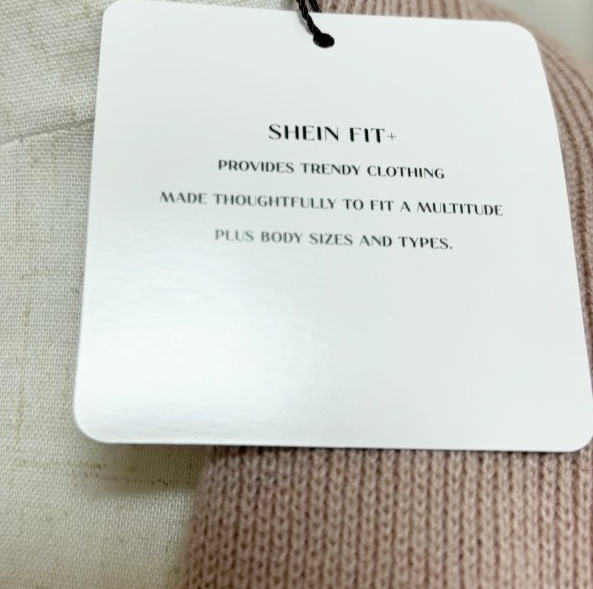 SHEIN FIT+
PROVIDES TRENDY CLOTHING
MADE THOUGHTFULLY TO FIT A MULTITUDE
PLUS BODY SIZES AND TYPES.